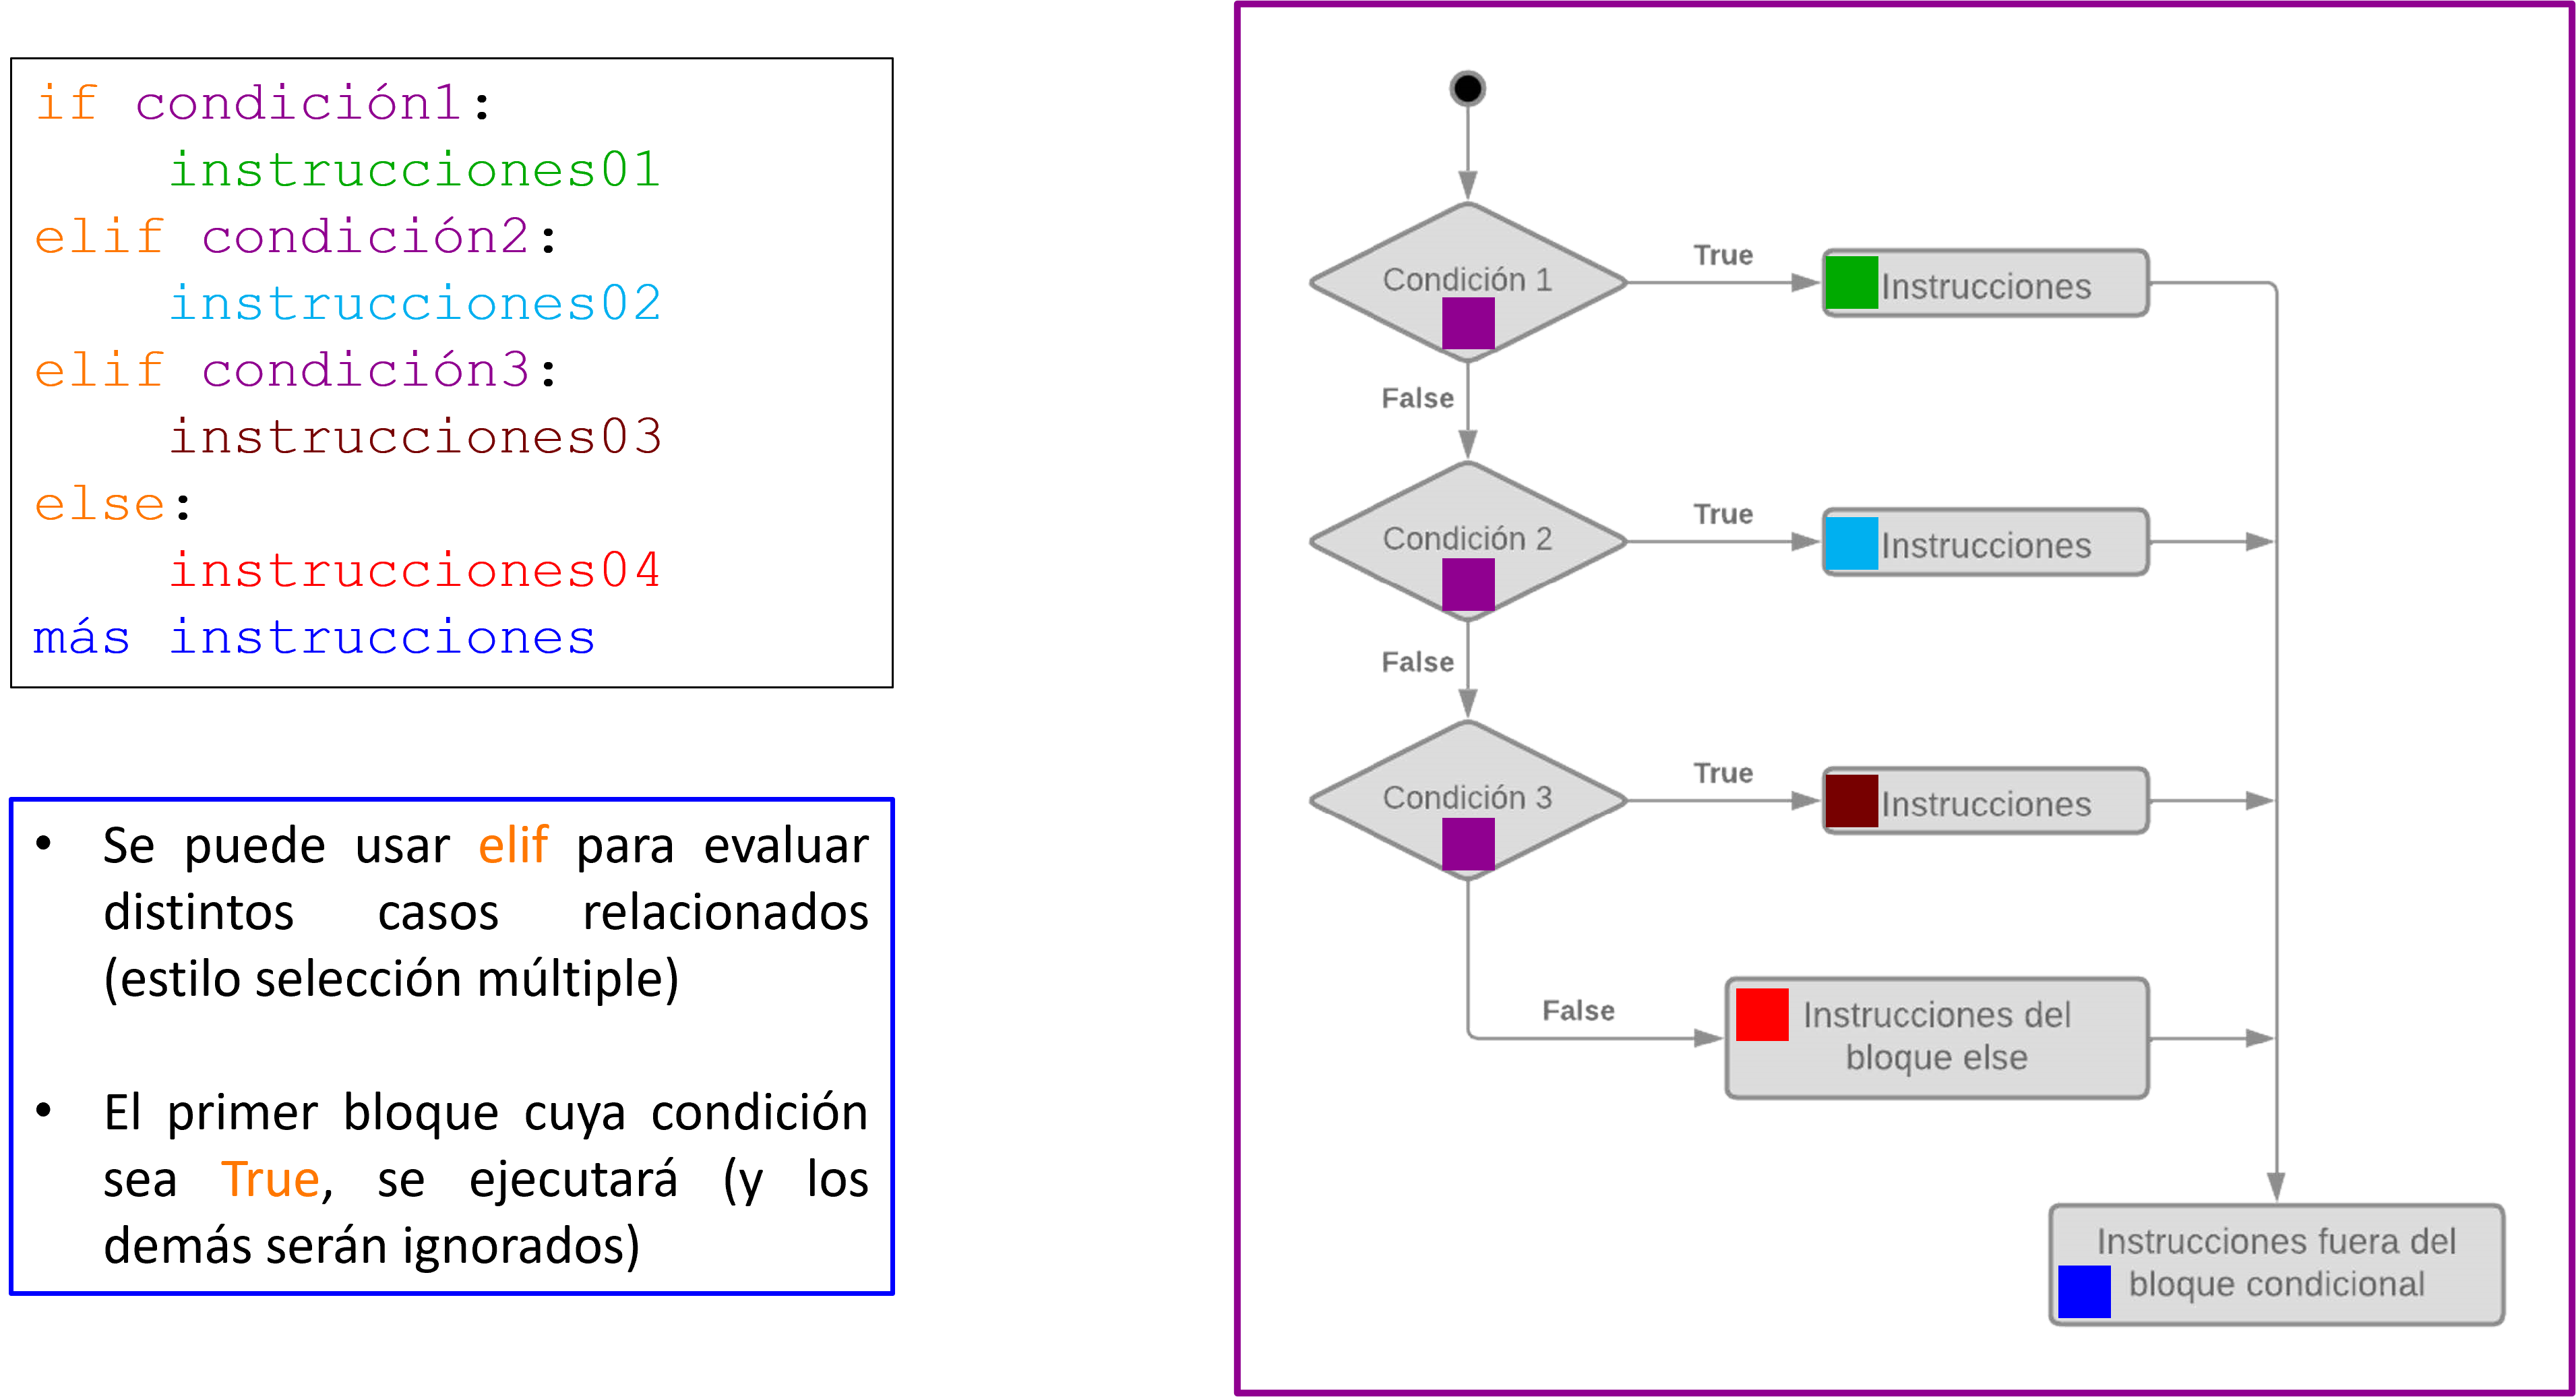 if condición1:
    instrucciones01
elif condición2:
    instrucciones02
elif condición3:
    instrucciones03
else:
    instrucciones04
más instrucciones
• Se puede usar elif para evaluar
distintos casos relacionados
(estilo selección múltiple)
• El primer bloque cuya condición
sea True, se ejecutará (y los
demás serán ignorados)
Condición 1
True
Instrucciones
False
Condición 2
True
Instrucciones
False
Condición 3
True
Instrucciones
False
Instrucciones del
bloque else
Instrucciones fuera del
bloque condicional